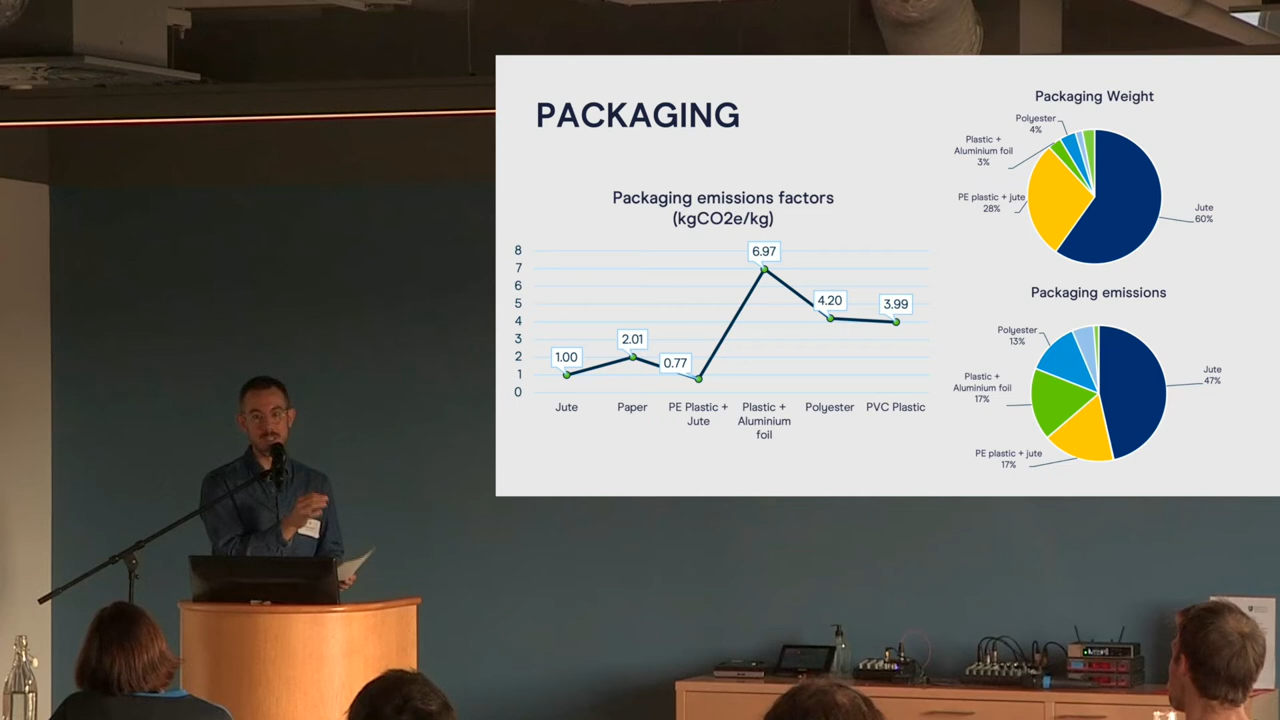 PACKAGING
Packaging emissions factors
(kgCO2e/kg)
8
7
6
5
4
3
2
1
0
1.00
2.01
0.77
6.97
4.20
3.99
Jute
Paper
PE Plastic +
Jute
Plastic +
Aluminium
foil
Polyester
PVC Plastic
Packaging Weight
Polyester
4%
Plastic +
Aluminium foil
3%
PE plastic + jute
28%
Jute
60%
Packaging emissions
Polyester
13%
Plastic +
Aluminium foil
17%
PE plastic + jute
17%
Jute
47%